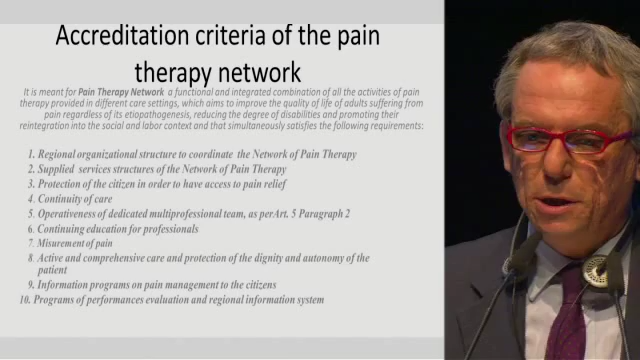 Accreditation criteria of the pain
therapy network
It is meant for Pain Therapy Network a functional and integrated combination of all the activities of pain
therapy provided in different care settings, which aims to improve the quality of life of adults suffering from
pain regardless of its etiopathogenesis, reducing the degree of disabilities and promoting their
reintegration into the social and labor context and that simultaneously satisfies the following requirements:
1. Regional organizational structure to coordinate the Network of Pain Therapy
2. Supplied services structures of the Network of Pain Therapy
3. Protection of the citizen in order to have access to pain relief
4. Continuity of care
5. Operativeness of dedicated multiprofessional team, as perArt. 5 Paragraph 2
6. Continuing education for professionals
7. Misurement of pain
8. Active and comprehensive care and protection of the dignity and autonomy of the
patient
9. Information programs on pain management to the citizens
10. Programs of performances evaluation and regional information system